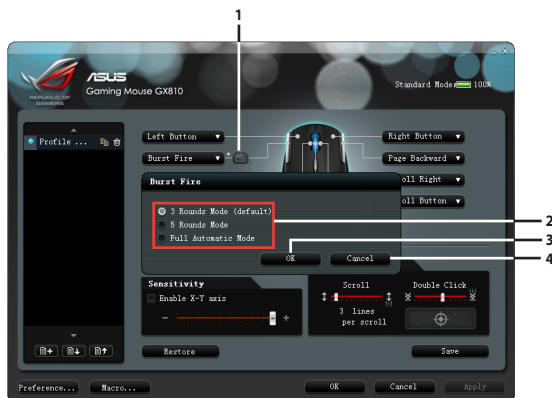 1
ASUS
Gaming Mouse GX810
REPUBLIC OF
GAMERS
Standard Mode: 100%
Profile ...
Left Button
Right Button
Burst Fire
Page Backward
oll Right
oll Button
Burst Fire
3 Rounds Mode (default)
5 Rounds Mode
Full Automatic Mode
2
OK
Cancel
3
4
Sensitivity
Enable X-Y axis
- +
Scroll
3 lines
per scroll
Double Click
Restore
Save
Preference...
Macro...
OK
Cancel
Apply